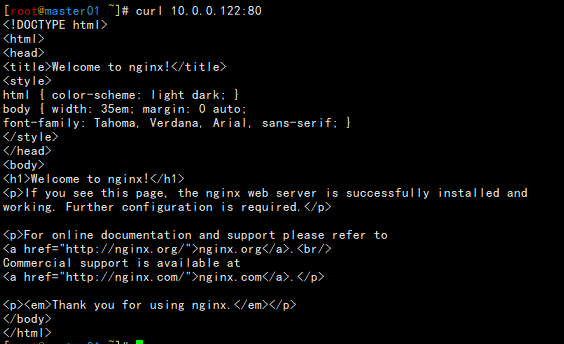 [root@master01 ~]# curl 10.0.0.122:80
<!DOCTYPE html>
<html>
<head>
<title>Welcome to nginx!</title>
<style>
html { color-scheme: light dark; }
body { width: 35em; margin: 0 auto;
font-family: Tahoma, Verdana, Arial, sans-serif; }
</style>
</head>
<body>
<h1>Welcome to nginx!</h1>
<p>If you see this page, the nginx web server is successfully installed and
working. Further configuration is required.</p>

<p>For online documentation and support please refer to
<a href="http://nginx.org/">nginx.org</a>.<br/>
Commercial support is available at
<a href="http://nginx.com/">nginx.com</a>.</p>

<p><em>Thank you for using nginx.</em></p>
</body>
</html>
[root@master01 ~]#